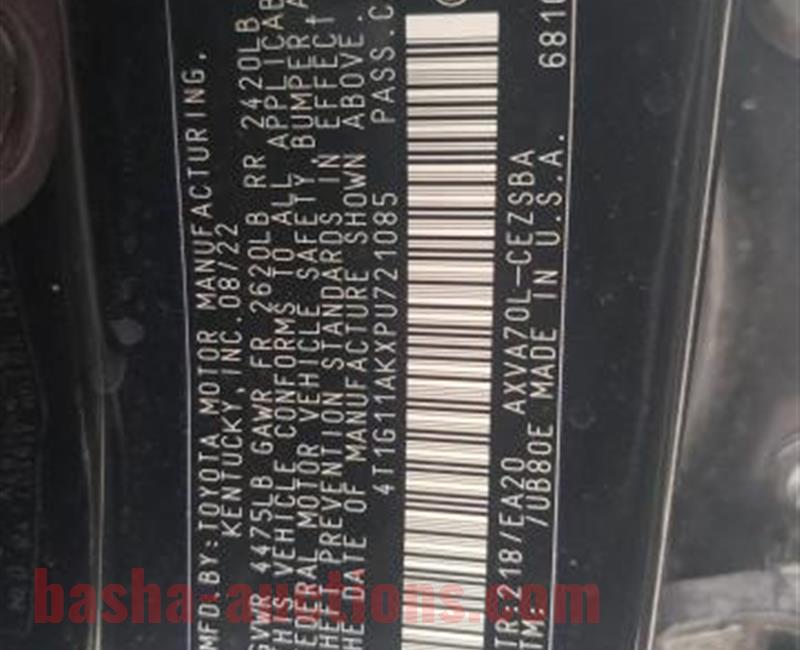 MFD.BY:TOYOTA MOTOR MANUFACTURING,
KENTUCKY, INC. 08/22
GVWR 4475LB GAWR FR 2620LB RR 2420LB
THIS VEHICLE CONFORMS TO ALL APPLICAB
FEDERAL MOTOR VEHICLE SAFETY, BUMPER, A
THEFT PREVENTION STANDARDS IN EFFECT
THE DATE OF MANUFACTURE SHOWN ABOVE.
4T1G11AKXPU721085 PASS.C
TR:218/EA20 AXVA70L-CEZSBA
TM: /UB80E MADE IN U.S.A. 6810
basha-auctions.com